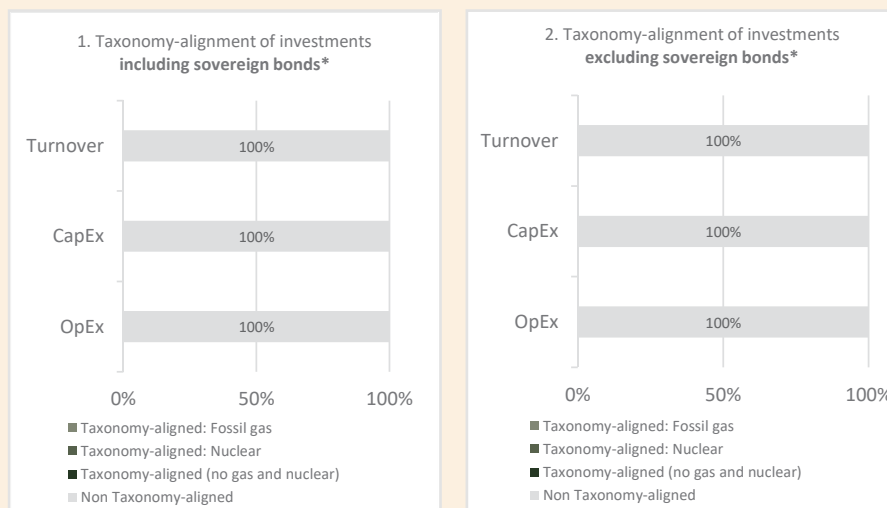 1. Taxonomy-alignment of investments
including sovereign bonds*
Turnover
100%
CapEx
100%
OpEx
100%
0% 50% 100%
Taxonomy-aligned: Fossil gas
Taxonomy-aligned: Nuclear
Taxonomy-aligned (no gas and nuclear)
Non Taxonomy-aligned
2. Taxonomy-alignment of investments
excluding sovereign bonds*
Turnover
100%
CapEx
100%
OpEx
100%
0% 50% 100%
Taxonomy-aligned: Fossil gas
Taxonomy-aligned: Nuclear
Taxonomy-aligned (no gas and nuclear)
Non Taxonomy-aligned